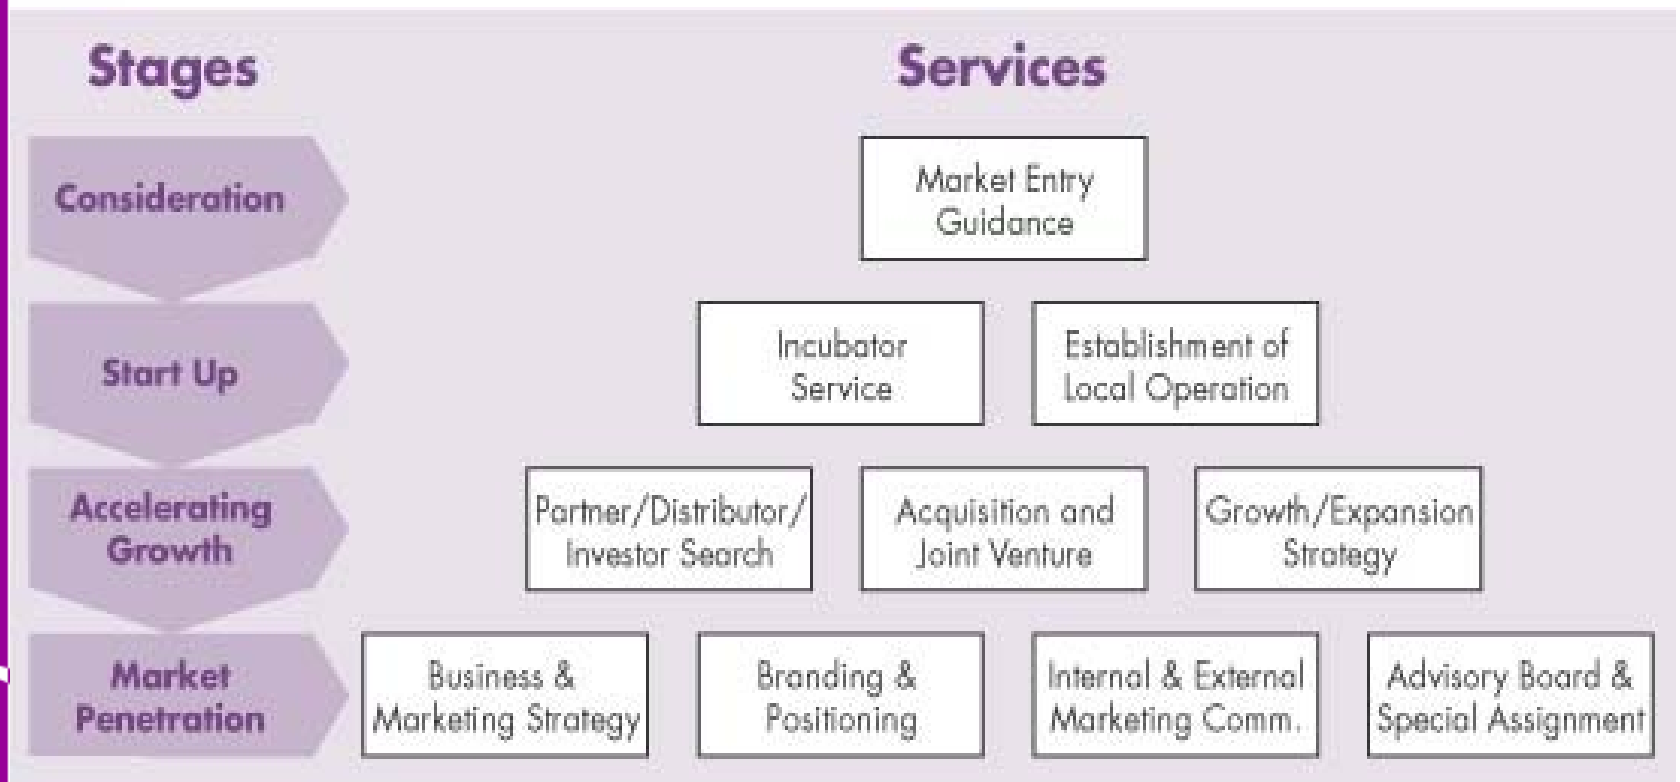 Stages
Services
Consideration
Market Entry
Guidance
Start Up
Incubator
Service
Establishment of
Local Operation
Accelerating
Growth
Partner/Distributor/
Investor Search
Acquisition and
Joint Venture
Growth/Expansion
Strategy
Market
Penetration
Business &
Marketing Strategy
Branding &
Positioning
Internal & External
Marketing Comm.
Advisory Board &
Special Assignment